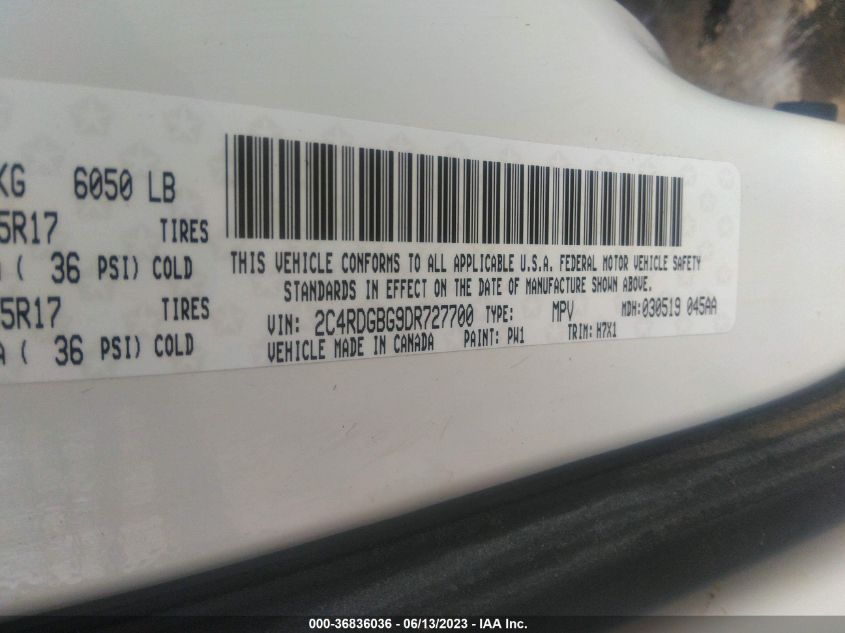 KG 6050 LB
5R17 TIRES
( 36 PSI) COLD
5R17 TIRES
A ( 36 PSI) COLD
THIS VEHICLE CONFORMS TO ALL APPLICABLE U.S.A. FEDERAL MOTOR VEHICLE SAFETY
STANDARDS IN EFFECT ON THE DATE OF MANUFACTURE SHOWN ABOVE.
VIN: 2C4RDGBG9DR727700 TYPE: MPV MDH:030519 045AA
VEHICLE MADE IN CANADA PAINT: PW1 TRIM: H7X1
000-36836036 - 06/13/2023 - IAA Inc.